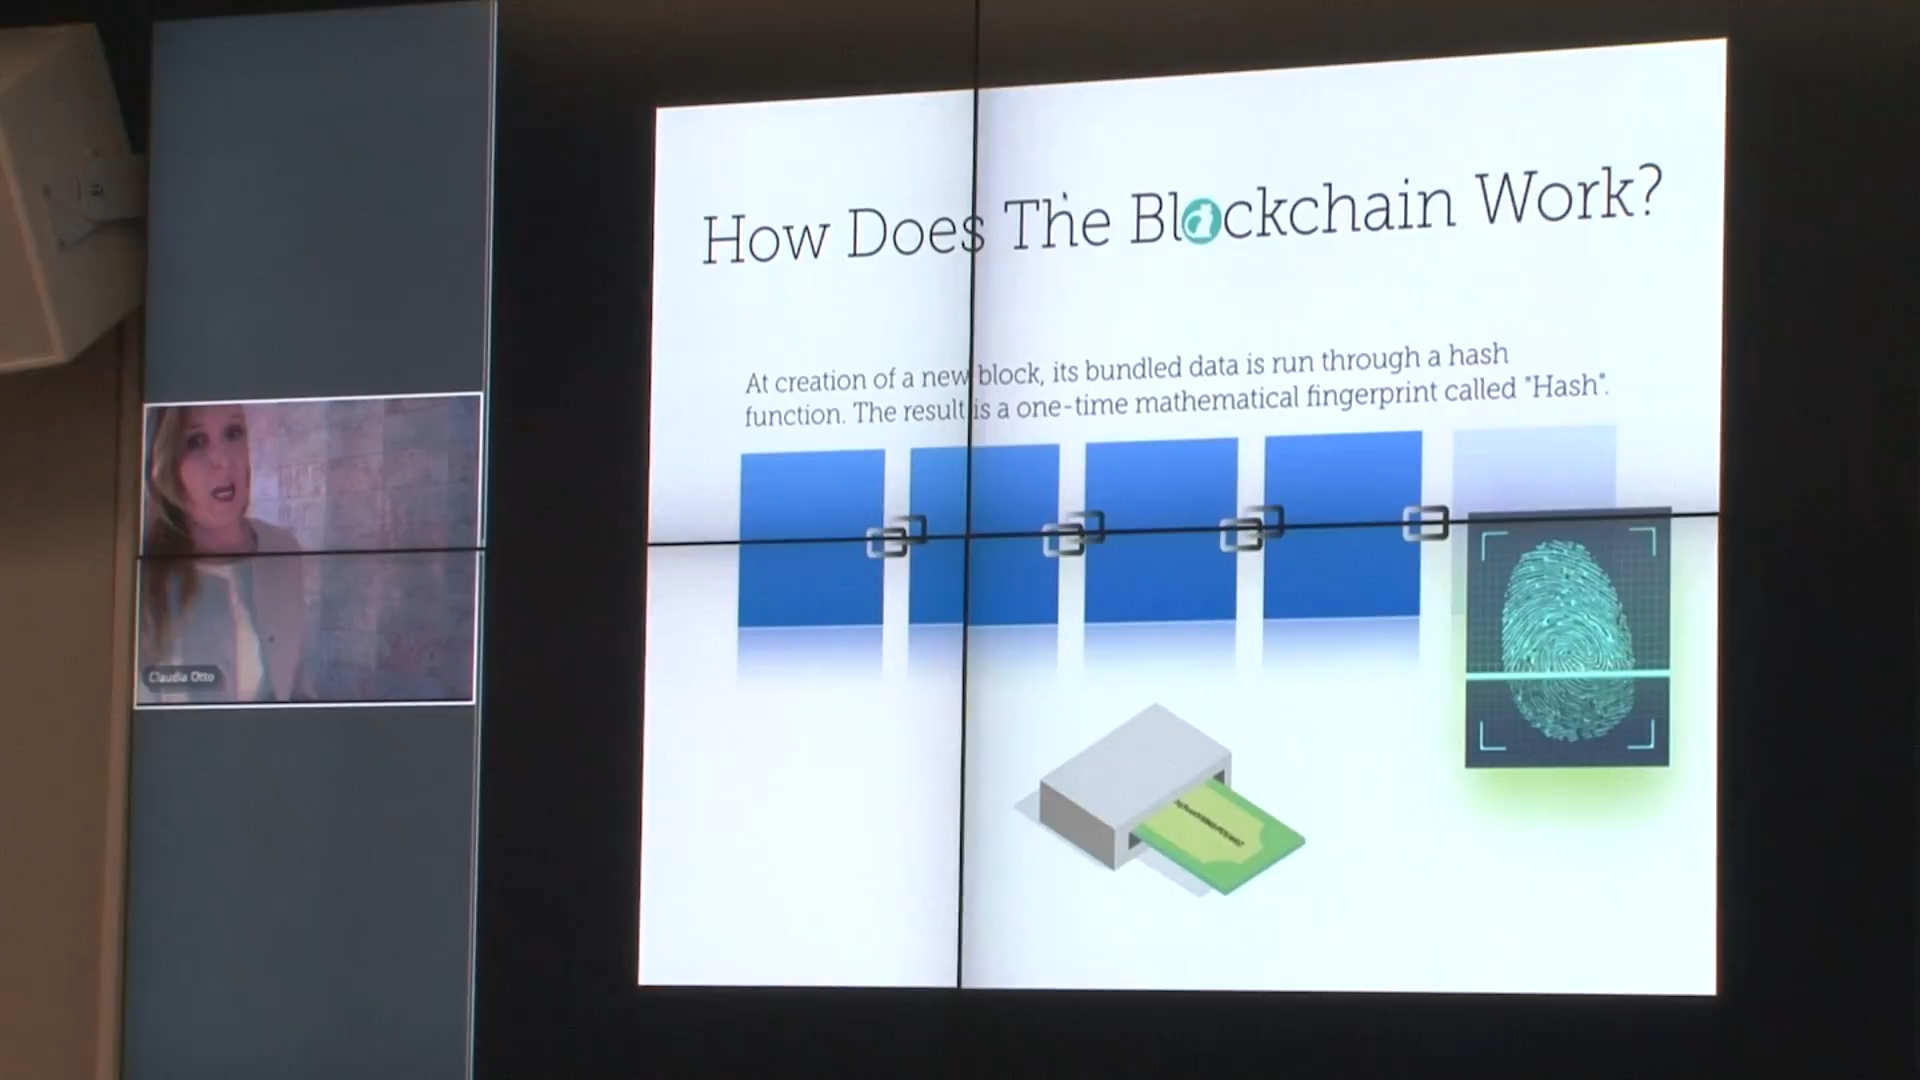 How Does The Blockchain Work?
At creation of a new block, its bundled data is run through a hash
function. The result is a one-time mathematical fingerprint called "Hash".
Claudia Otto